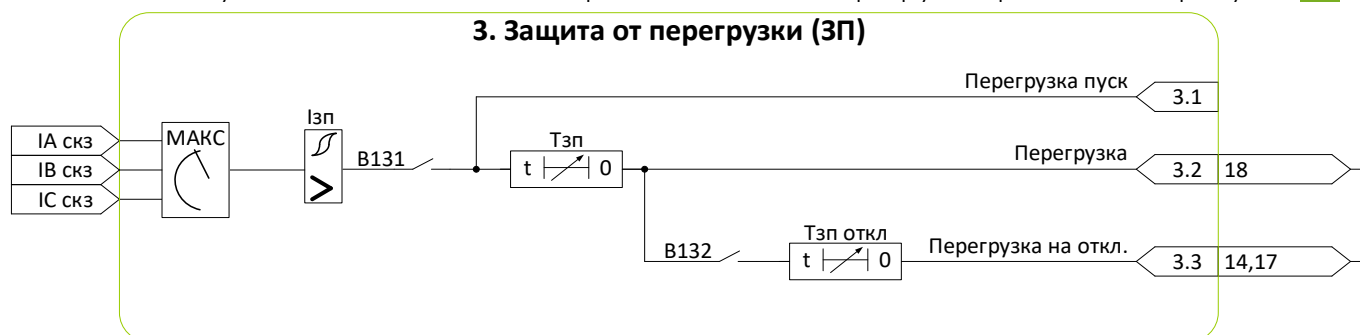 3. Защита от перегрузки (ЗП)
Перегрузка пуск
3.1
IA скз
IB скз
IC скз
МАКС
Iзп
>
B131
Тзп
t 0
Перегрузка
3.2 18
B132
Тзп откл
t 0
Перегрузка на откл.
3.3 14,17